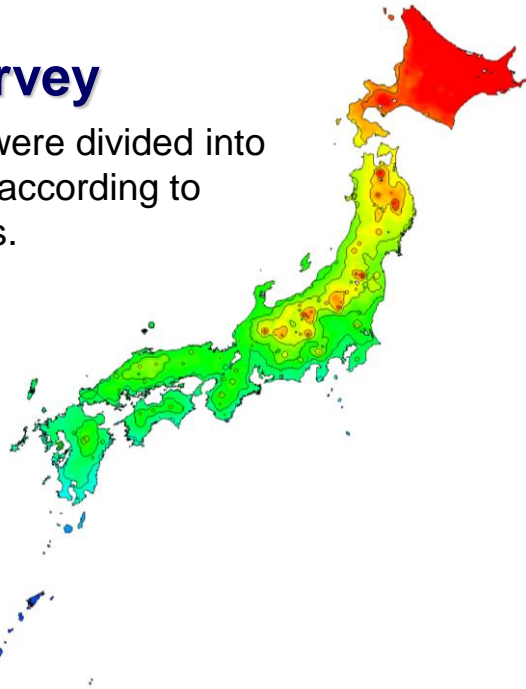 rvey
were divided into
according to
s.